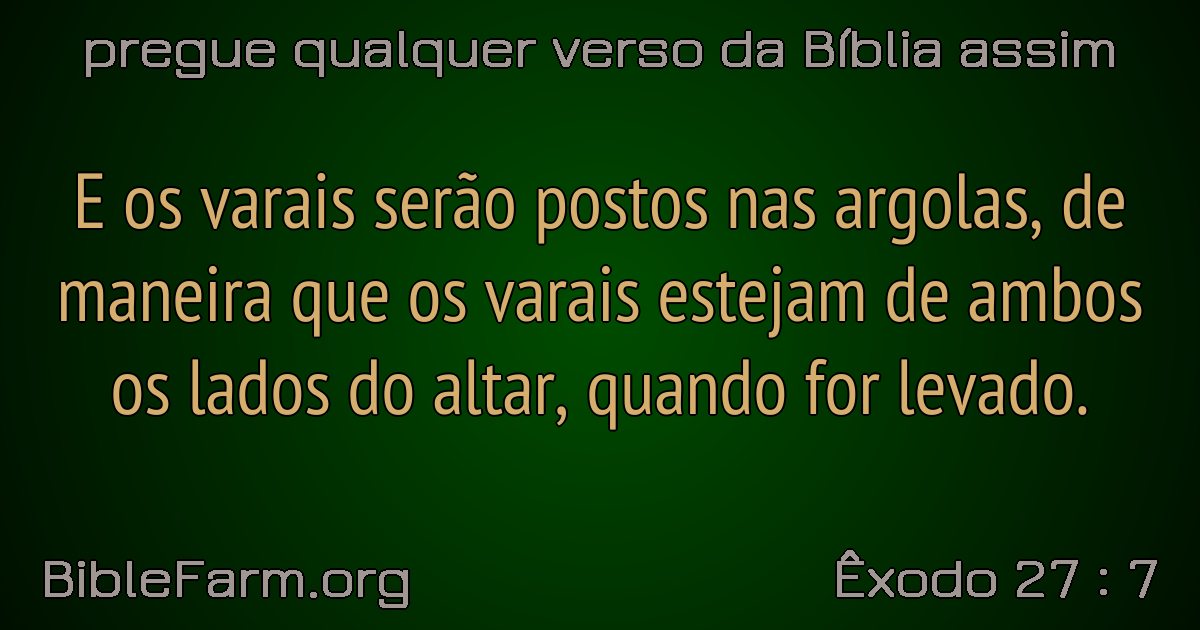 pregue qualquer verso da Bíblia assim
E os varais serão postos nas argolas, de
maneira que os varais estejam de ambos
os lados do altar, quando for levado.
BibleFarm.org
Êxodo 27 : 7